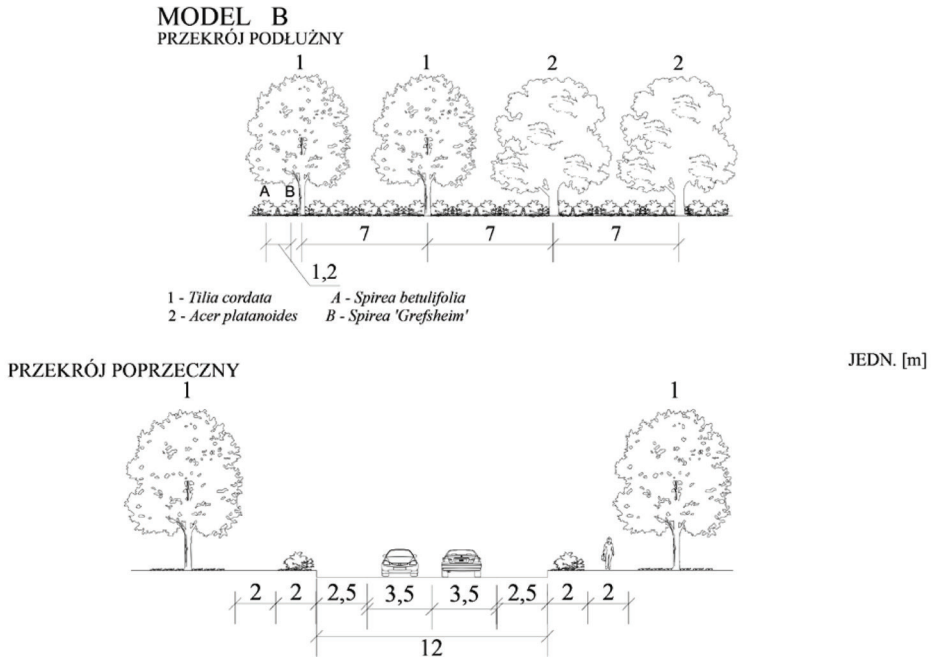 MODEL B
PRZEKRÓJ PODŁUŻNY
1 1 2 2
A B
7 7 7
1,2
1 - Tilia cordata A - Spirea betulifolia
2 - Acer platanoides B - Spirea 'Grefsheim'
PRZEKRÓJ POPRZECZNY
JEDN. [m]
1 1
2 2 2,5 3,5 3,5 2,5 2 2
12